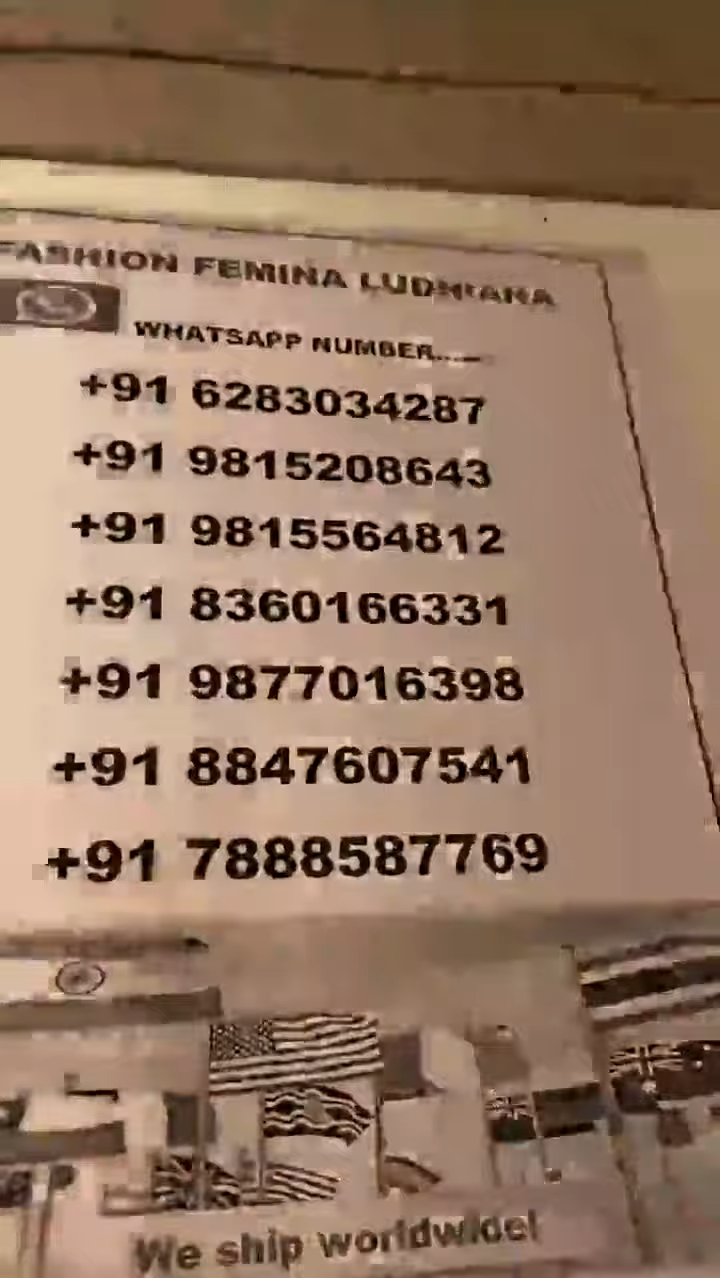 FASHION FEMINA LUDHIANA
WHATSAPP NUMBER......
+91 6283034287
+91 9815208643
+91 9815564812
+91 8360166331
+91 9877016398
+91 8847607541
+91 7888587769
We ship worldwide!